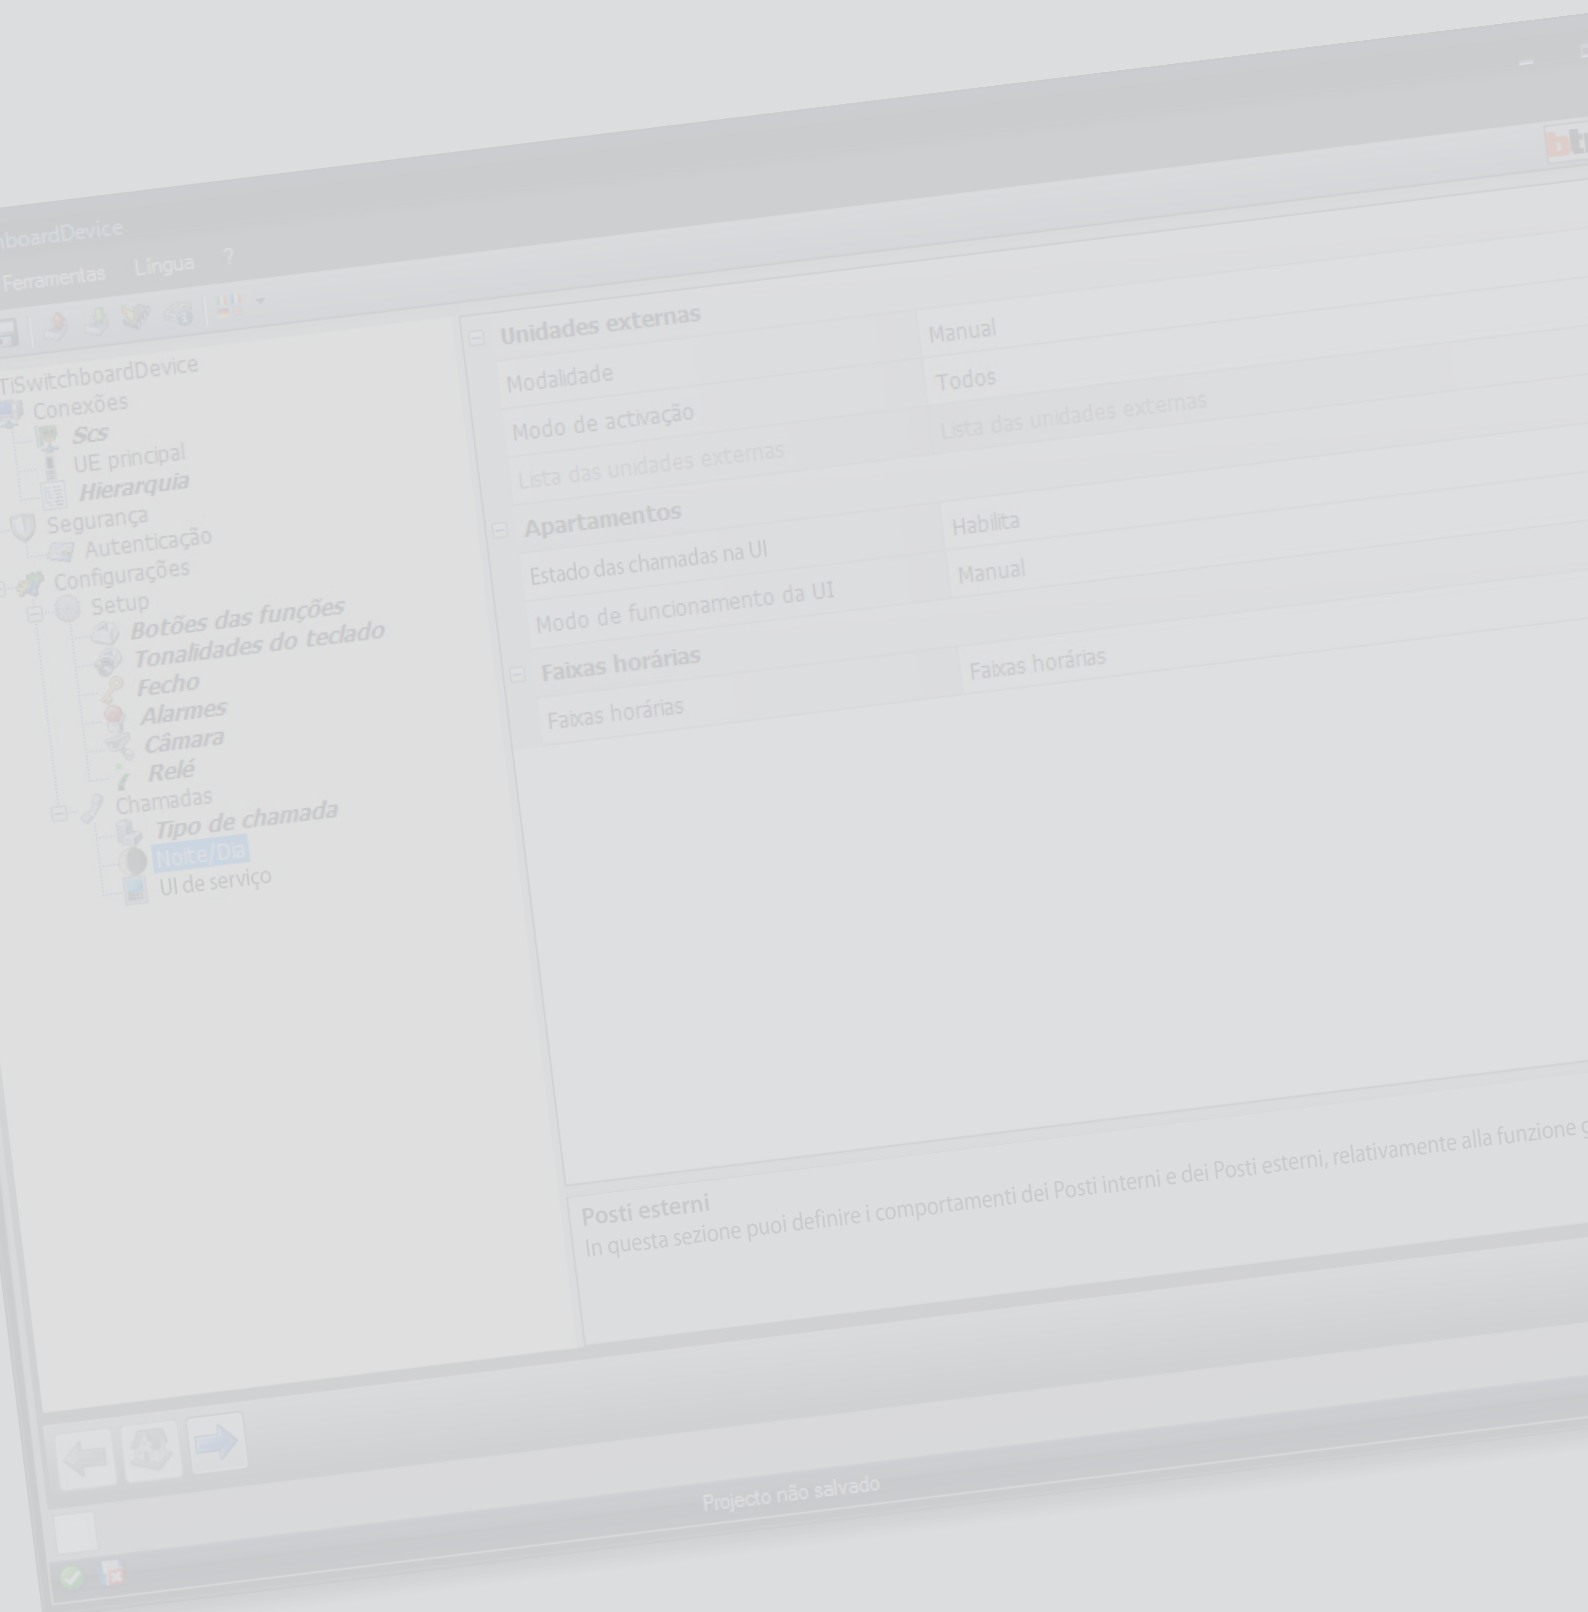 hboardDevice
Ferramentas Língua ?
TiSwitchboardDevice
Conexões
Scs
UE principal
Hierarquia
Segurança
Autenticação
Configurações
Setup
Botões das funções
Tonalidades do teclado
Fecho
Alarmes
Câmara
Relé
Chamadas
Tipo de chamada
Noite/Dia
UI de serviço
Unidades externas
Modalidade Manual
Modo de activação Todos
Lista das unidades externas Lista das unidades externas
Apartamentos
Estado das chamadas na UI Habilita
Modo de funcionamento da UI Manual
Faixas horárias
Faixas horárias Faixas horárias
Posti esterni
In questa sezione puoi definire i comportamenti dei Posti interni e dei Posti esterni, relativamente alla funzione
Projecto não salvado